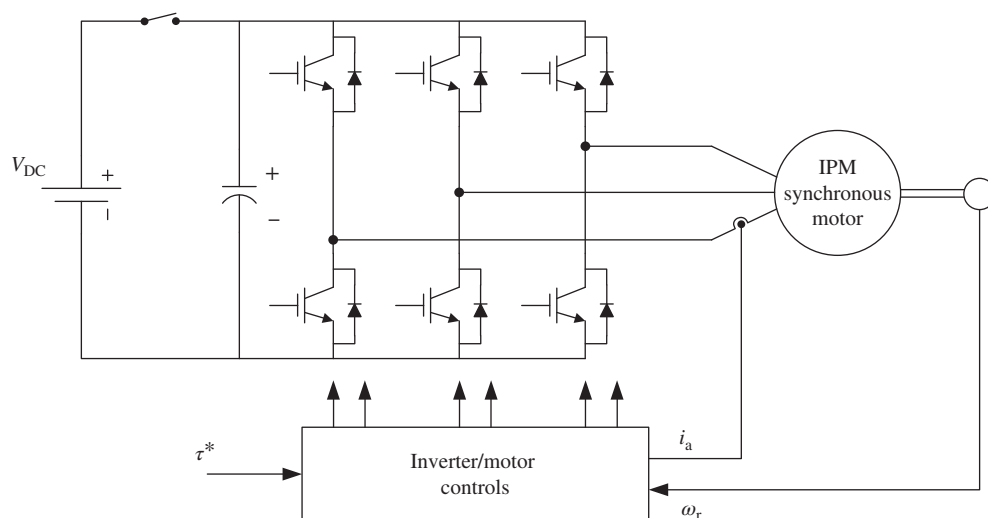 V_DC
+
−
+
−
IPM
synchronous
motor
τ*
Inverter/motor
controls
i_a
ω_r